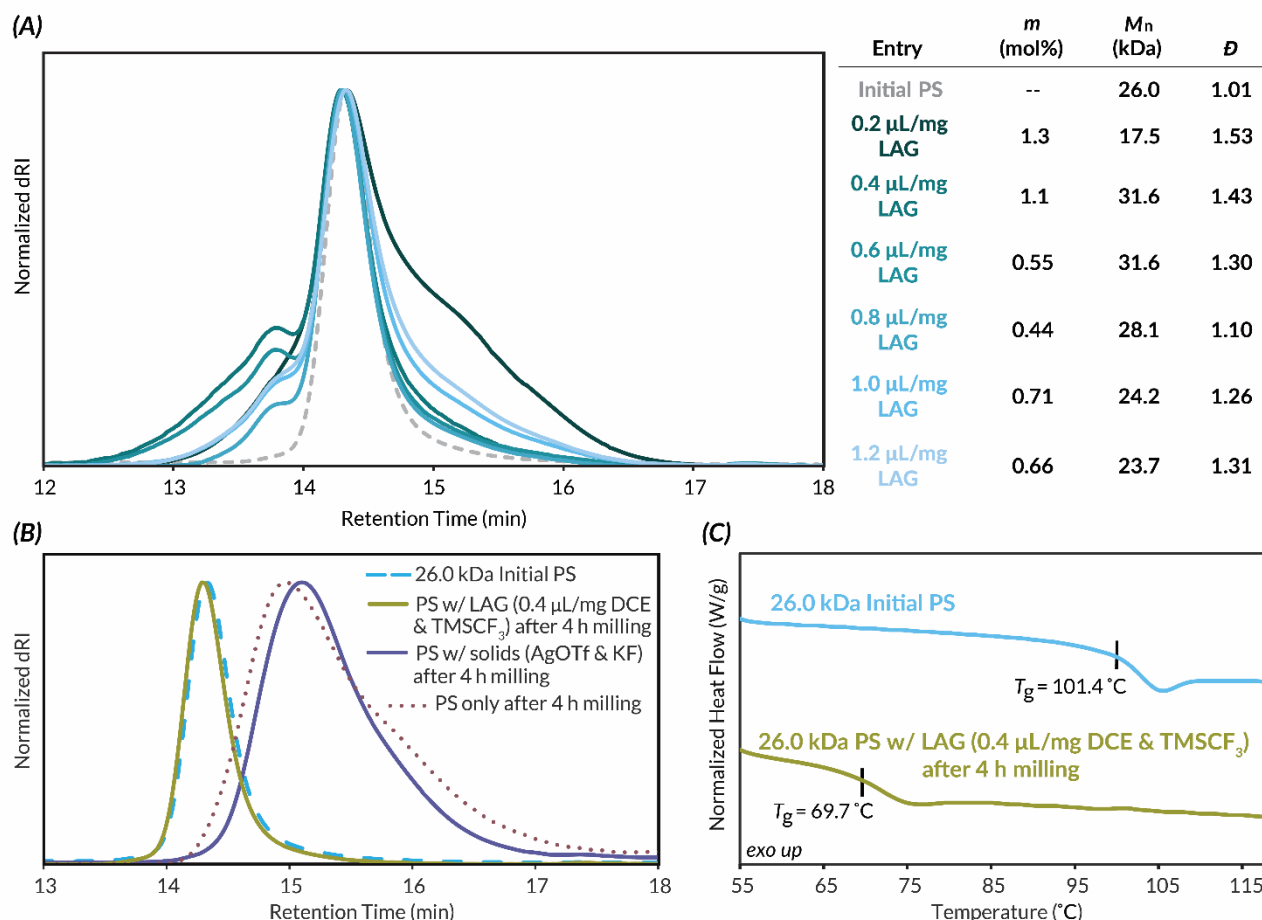 (A)
Normalized dRI
12 13 14 15 16 17 18
Retention Time (min)
Entry m (mol%) Mn (kDa) Đ
Initial PS -- 26.0 1.01
0.2 µL/mg LAG 1.3 17.5 1.53
0.4 µL/mg LAG 1.1 31.6 1.43
0.6 µL/mg LAG 0.55 31.6 1.30
0.8 µL/mg LAG 0.44 28.1 1.10
1.0 µL/mg LAG 0.71 24.2 1.26
1.2 µL/mg LAG 0.66 23.7 1.31
(B)
Normalized dRI
26.0 kDa Initial PS
PS w/ LAG (0.4 µL/mg DCE
& TMSCF₃) after 4 h milling
PS w/ solids (AgOTf & KF)
after 4 h milling
PS only after 4 h milling
13 14 15 16 17 18
Retention Time (min)
(C)
Normalized Heat Flow (W/g)
26.0 kDa Initial PS
Tg = 101.4 ˚C
26.0 kDa PS w/ LAG (0.4 µL/mg DCE & TMSCF₃)
after 4 h milling
Tg = 69.7 ˚C
exo up
55 65 75 85 95 105 115
Temperature (˚C)